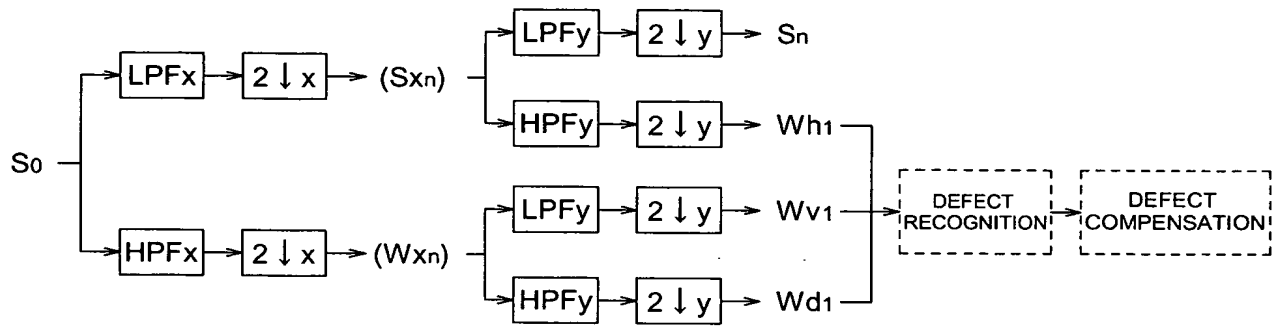 LPFy
2↓y
Sn
LPFx
2↓x
(Sxn)
HPFy
2↓y
Wh1
S0
LPFy
2↓y
Wv1
DEFECT
RECOGNITION
DEFECT
COMPENSATION
HPFx
2↓x
(Wxn)
HPFy
2↓y
Wd1